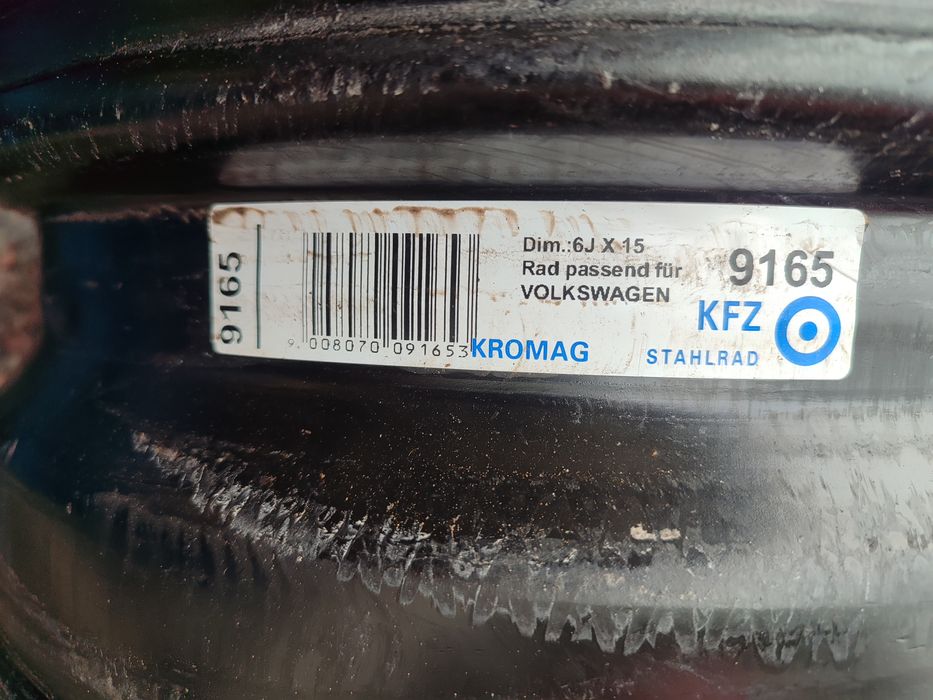 9165
9 008070 091653
KROMAG
Dim.:6J X 15
Rad passend für
VOLKSWAGEN
9165
KFZ
STAHLRAD